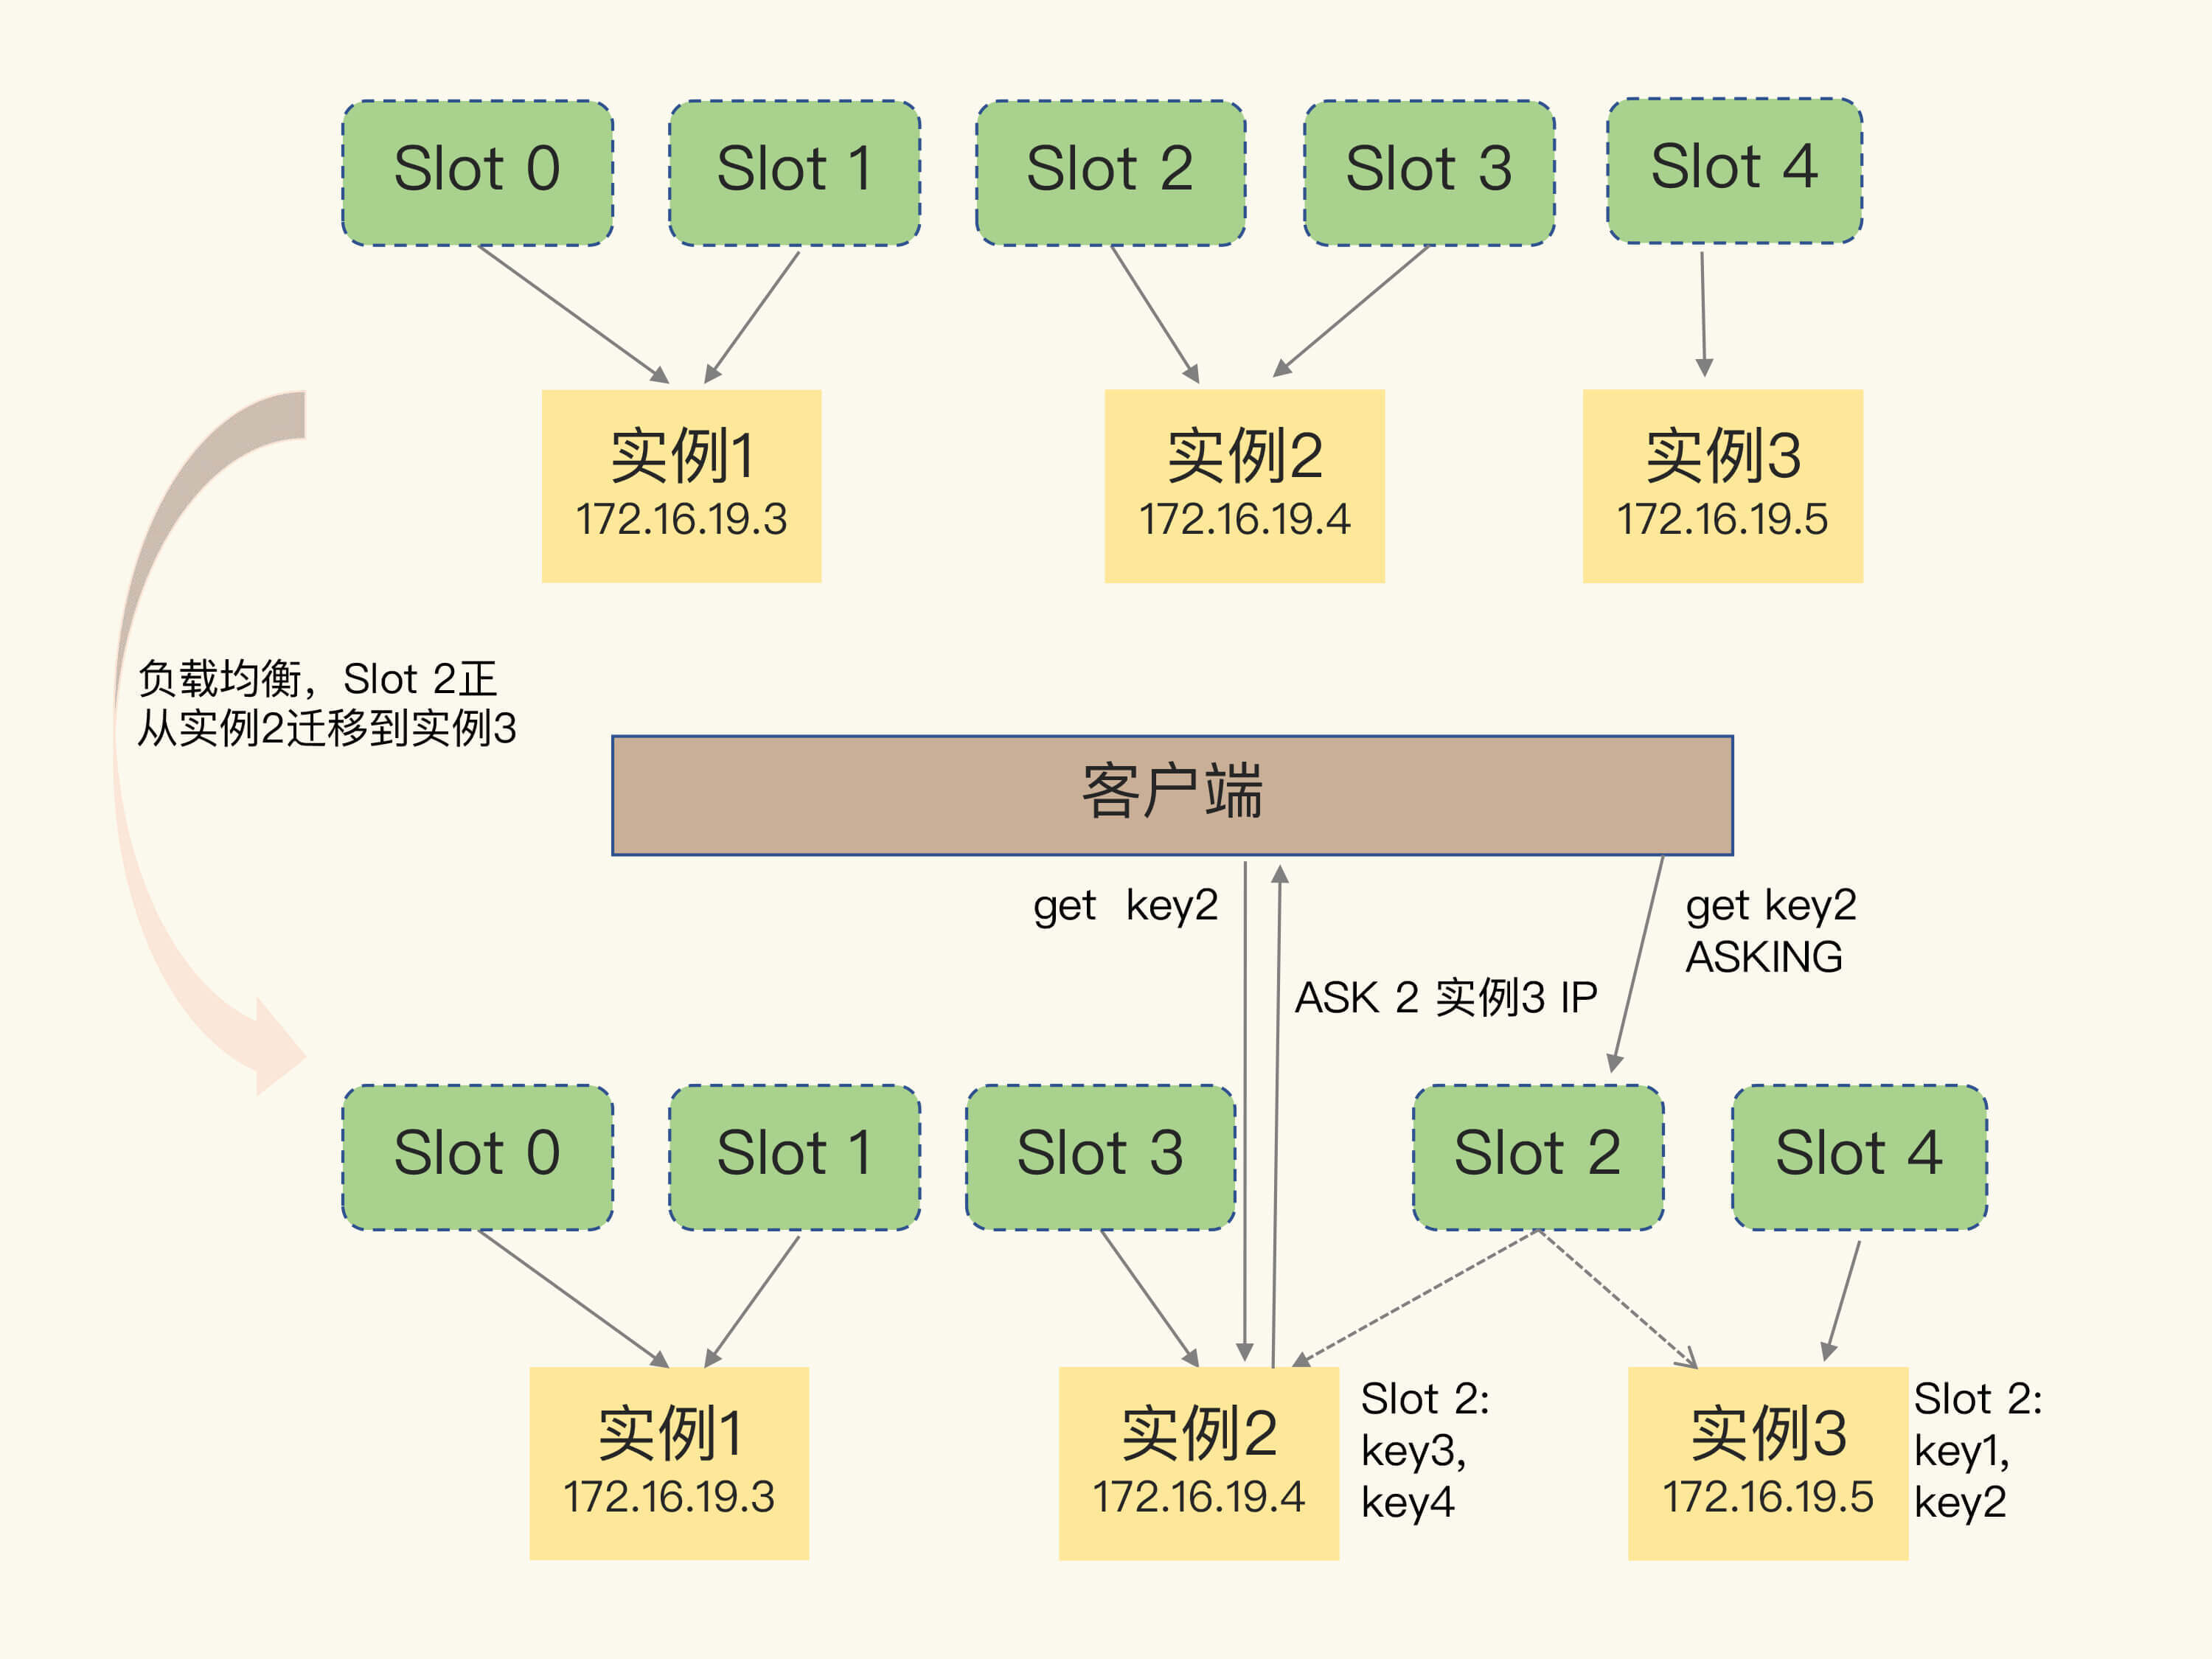 Slot 0
Slot 1
Slot 2
Slot 3
Slot 4
实例1
172.16.19.3
实例2
172.16.19.4
实例3
172.16.19.5
负载均衡，Slot 2正
从实例2迁移到实例3
客户端
get key2
ASK 2 实例3 IP
get key2
ASKING
Slot 0
Slot 1
Slot 3
Slot 2
Slot 4
实例1
172.16.19.3
实例2
172.16.19.4
Slot 2:
key3,
key4
实例3
172.16.19.5
Slot 2:
key1,
key2